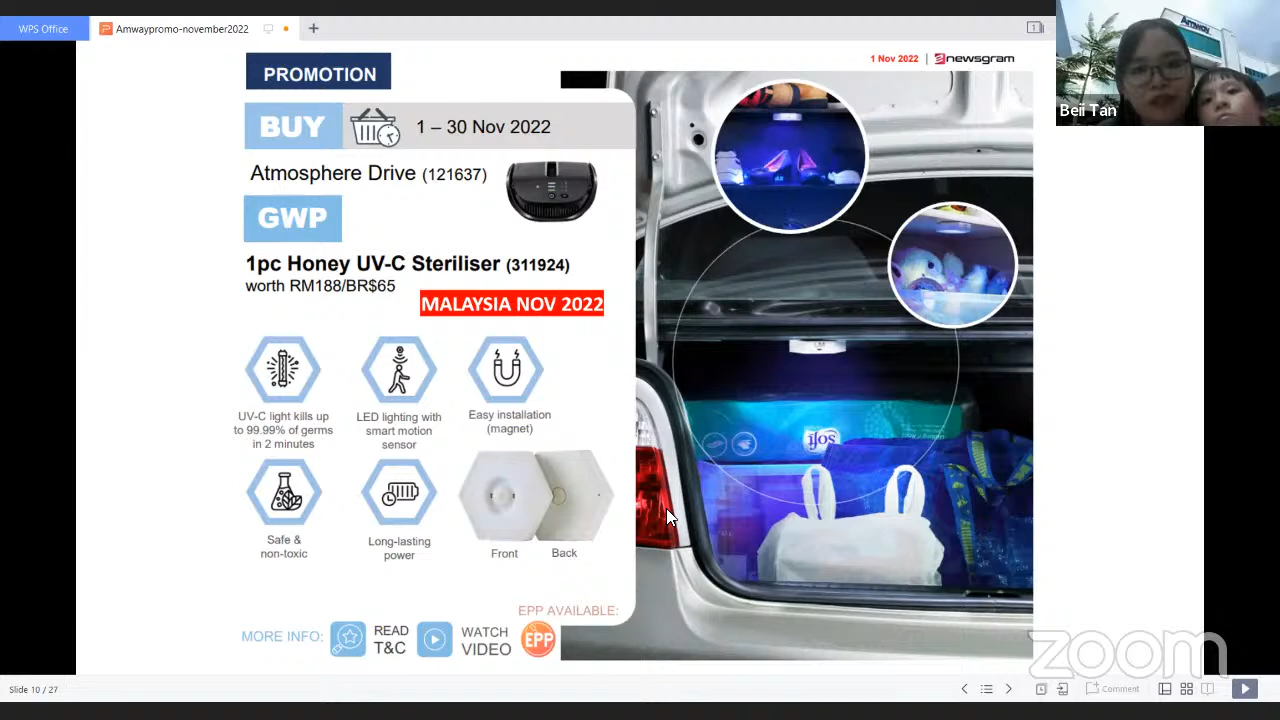 WPS Office
Amwaypromo-november2022
1
PROMOTION
1 Nov 2022 | newsgram
BUY
1 – 30 Nov 2022
Atmosphere Drive (121637)
GWP
1pc Honey UV-C Steriliser (311924)
worth RM188/BR$65
MALAYSIA NOV 2022
UV-C light kills up
to 99.99% of germs
in 2 minutes
LED lighting with
smart motion
sensor
Easy installation
(magnet)
Safe &
non-toxic
Long-lasting
power
Front
Back
EPP AVAILABLE:
MORE INFO:
READ
T&C
WATCH
VIDEO
EPP
Amway
Beii Tan
zoom
Slide 10 / 27
Comment